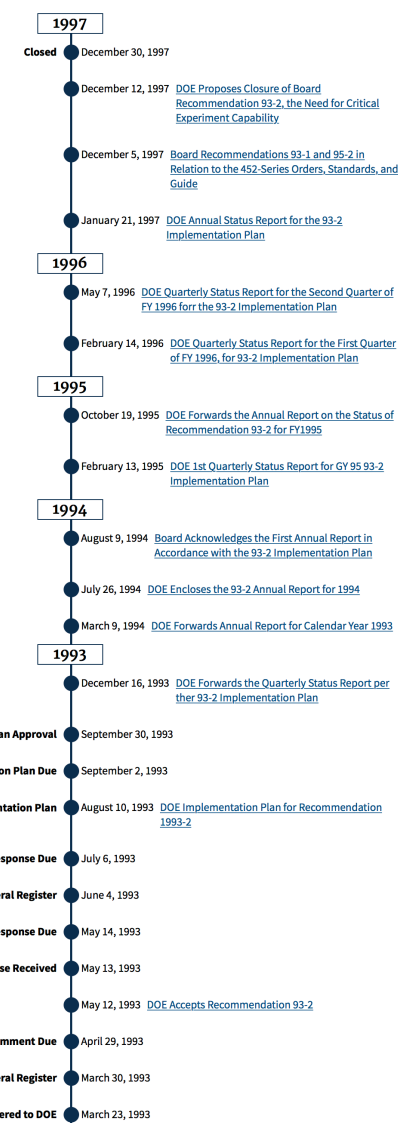 1997
Closed December 30, 1997
December 12, 1997 DOE Proposes Closure of Board
Recommendation 93-2, the Need for Critical
Experiment Capability
December 5, 1997 Board Recommendations 93-1 and 95-2 in
Relation to the 452-Series Orders, Standards, and
Guide
January 21, 1997 DOE Annual Status Report for the 93-2
Implementation Plan
1996
May 7, 1996 DOE Quarterly Status Report for the Second Quarter of
FY 1996 forr the 93-2 Implementation Plan
February 14, 1996 DOE Quarterly Status Report for the First Quarter
of FY 1996, for 93-2 Implementation Plan
1995
October 19, 1995 DOE Forwards the Annual Report on the Status of
Recommendation 93-2 for FY1995
February 13, 1995 DOE 1st Quarterly Status Report for GY 95 93-2
Implementation Plan
1994
August 9, 1994 Board Acknowledges the First Annual Report in
Accordance with the 93-2 Implementation Plan
July 26, 1994 DOE Encloses the 93-2 Annual Report for 1994
March 9, 1994 DOE Forwards Annual Report for Calendar Year 1993
1993
December 16, 1993 DOE Forwards the Quarterly Status Report per
ther 93-2 Implementation Plan
an Approval September 30, 1993
on Plan Due September 2, 1993
ntation Plan August 10, 1993 DOE Implementation Plan for Recommendation
1993-2
sponse Due July 6, 1993
ral Register June 4, 1993
sponse Due May 14, 1993
se Received May 13, 1993
May 12, 1993 DOE Accepts Recommendation 93-2
mment Due April 29, 1993
ral Register March 30, 1993
ered to DOE March 23, 1993